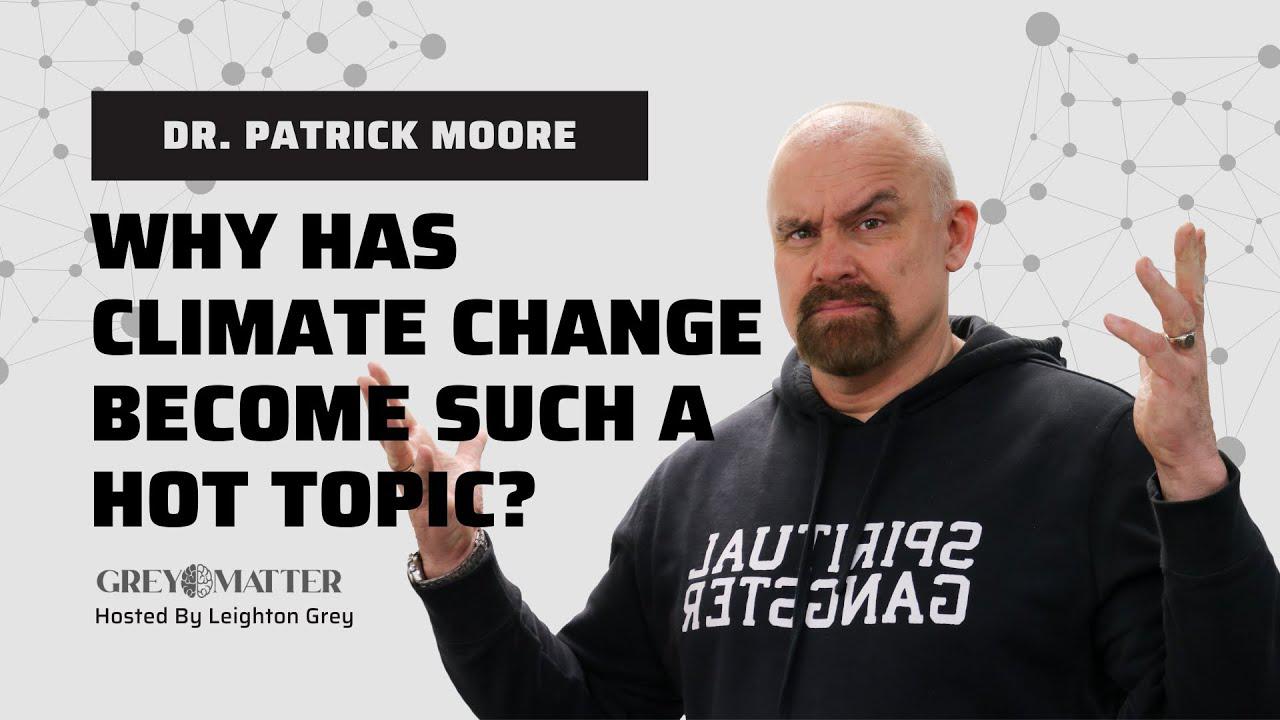 DR. PATRICK MOORE
WHY HAS
CLIMATE CHANGE
BECOME SUCH A
HOT TOPIC?
GREY MATTER
Hosted By Leighton Grey
SPIRITUAL
GANGSTER